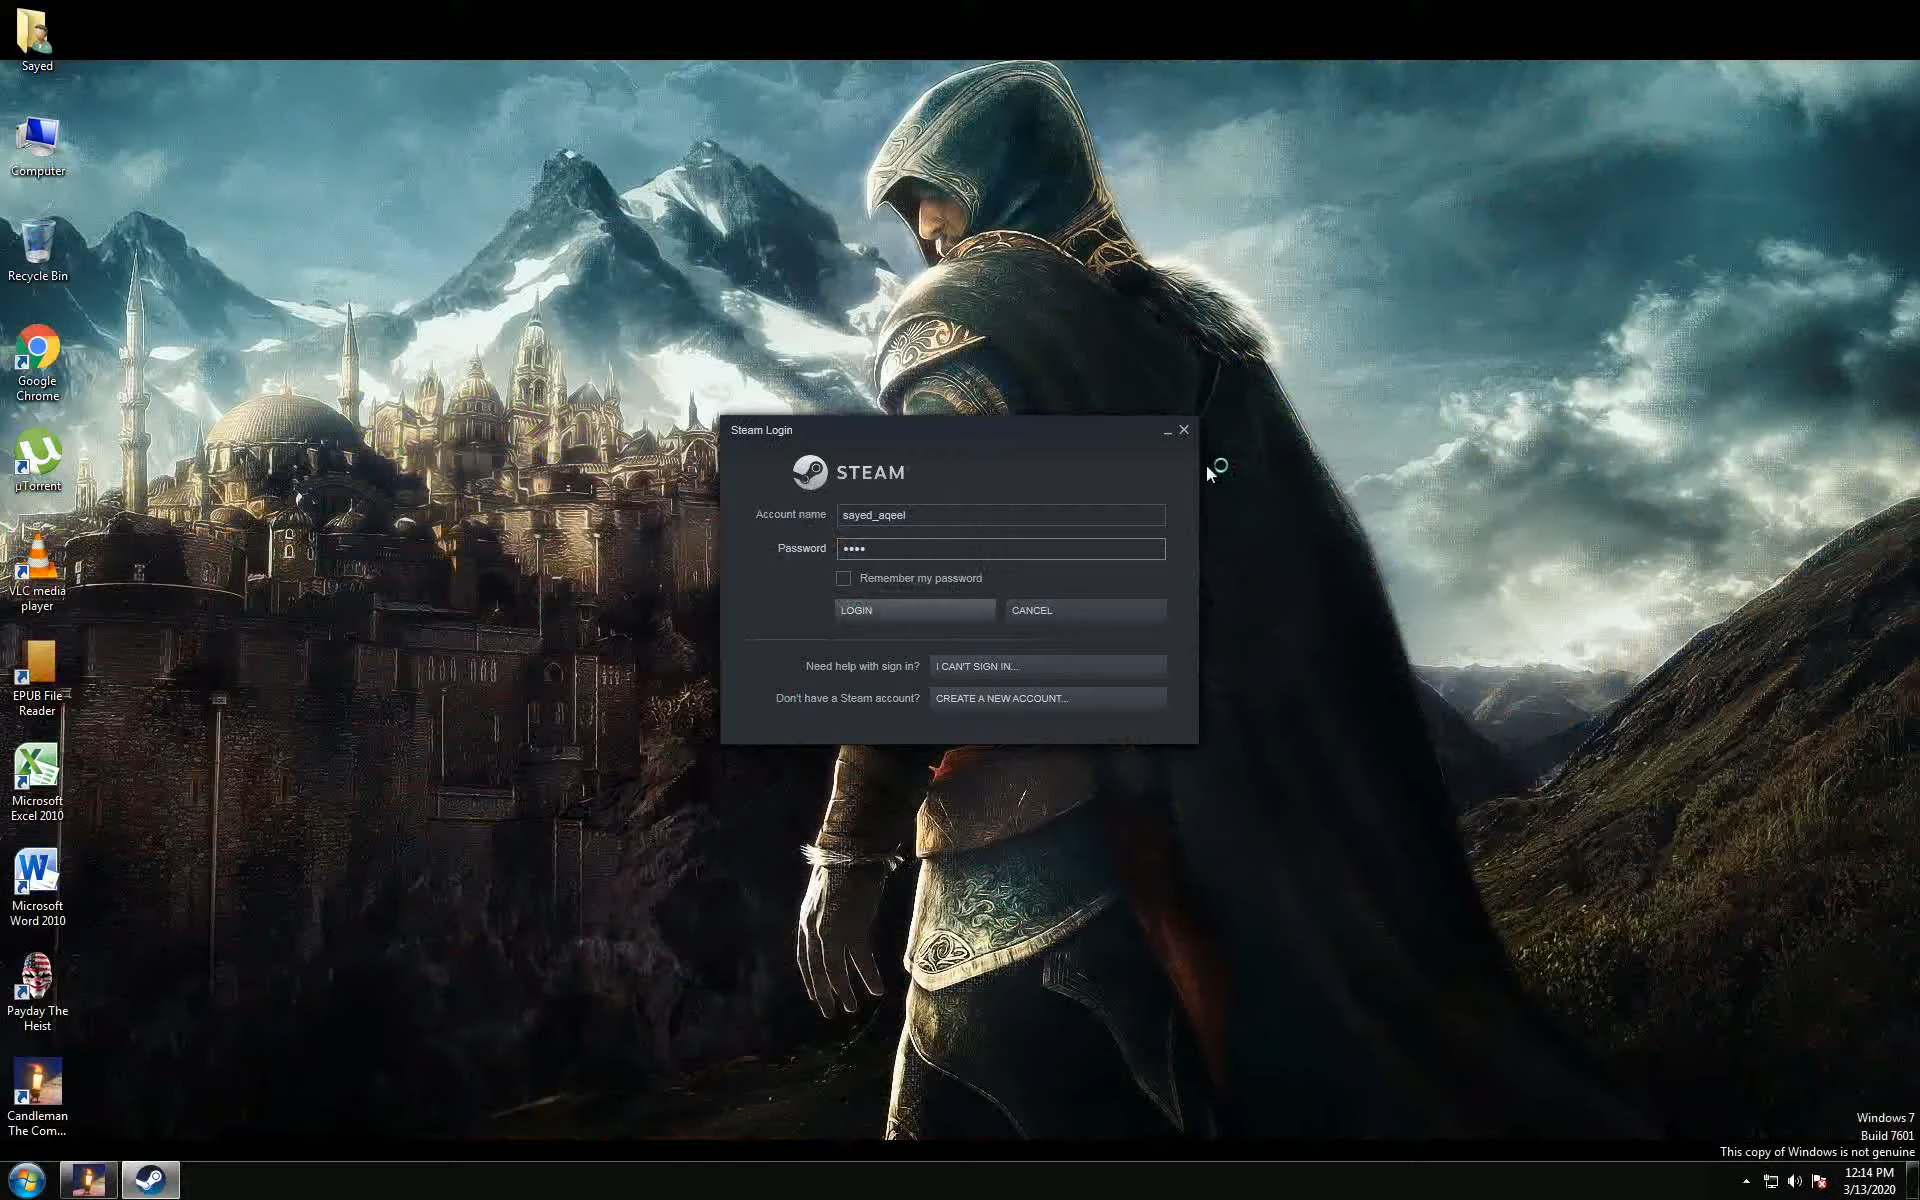 Sayed
Computer
Recycle Bin
Google
Chrome
µTorrent
VLC media
player
EPUB File
Reader
Microsoft
Excel 2010
Microsoft
Word 2010
Payday The
Heist
Candleman
The Com...
Steam Login
STEAM
Account name
sayed_aqeel
Password
••••
Remember my password
LOGIN
CANCEL
Need help with sign in?
I CAN'T SIGN IN...
Don't have a Steam account?
CREATE A NEW ACCOUNT...
Windows 7
Build 7601
This copy of Windows is not genuine
12:14 PM
3/13/2020